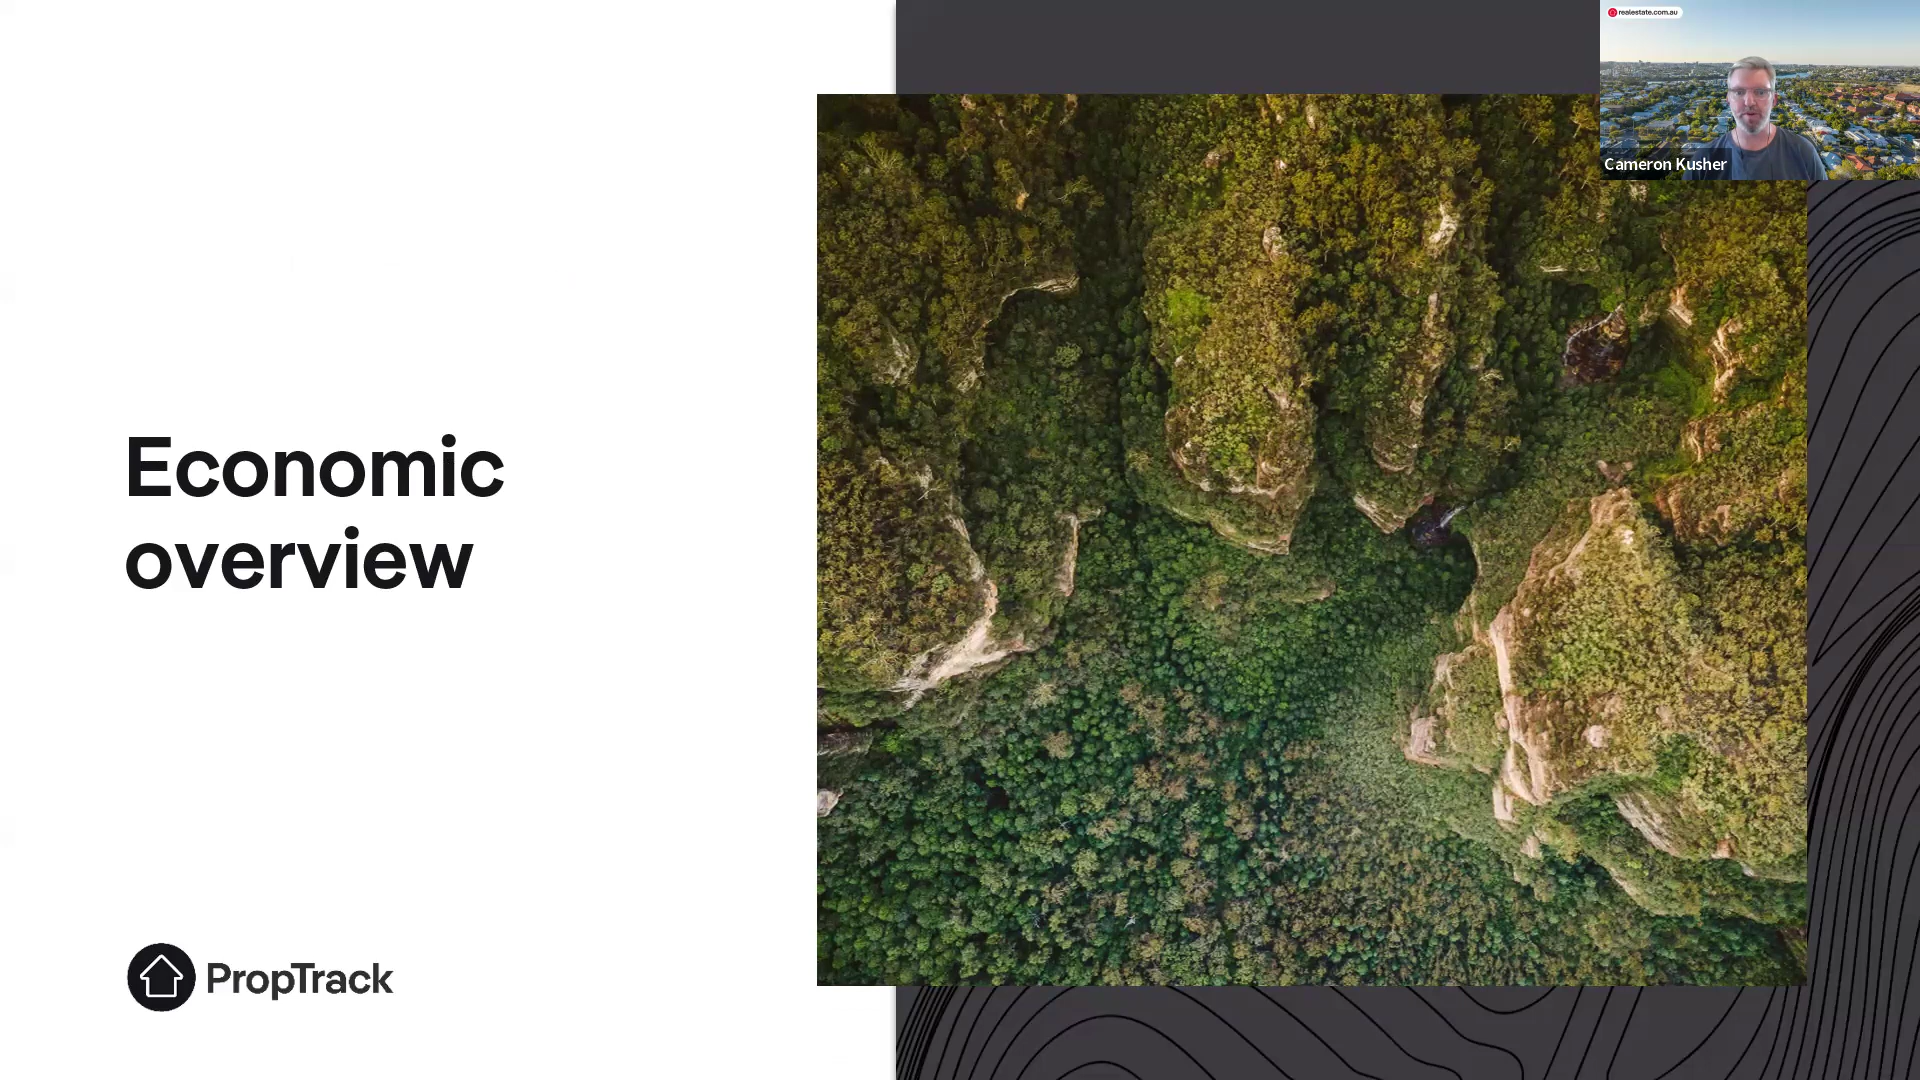 realestate.com.au
Cameron Kusher
Economic
overview
PropTrack